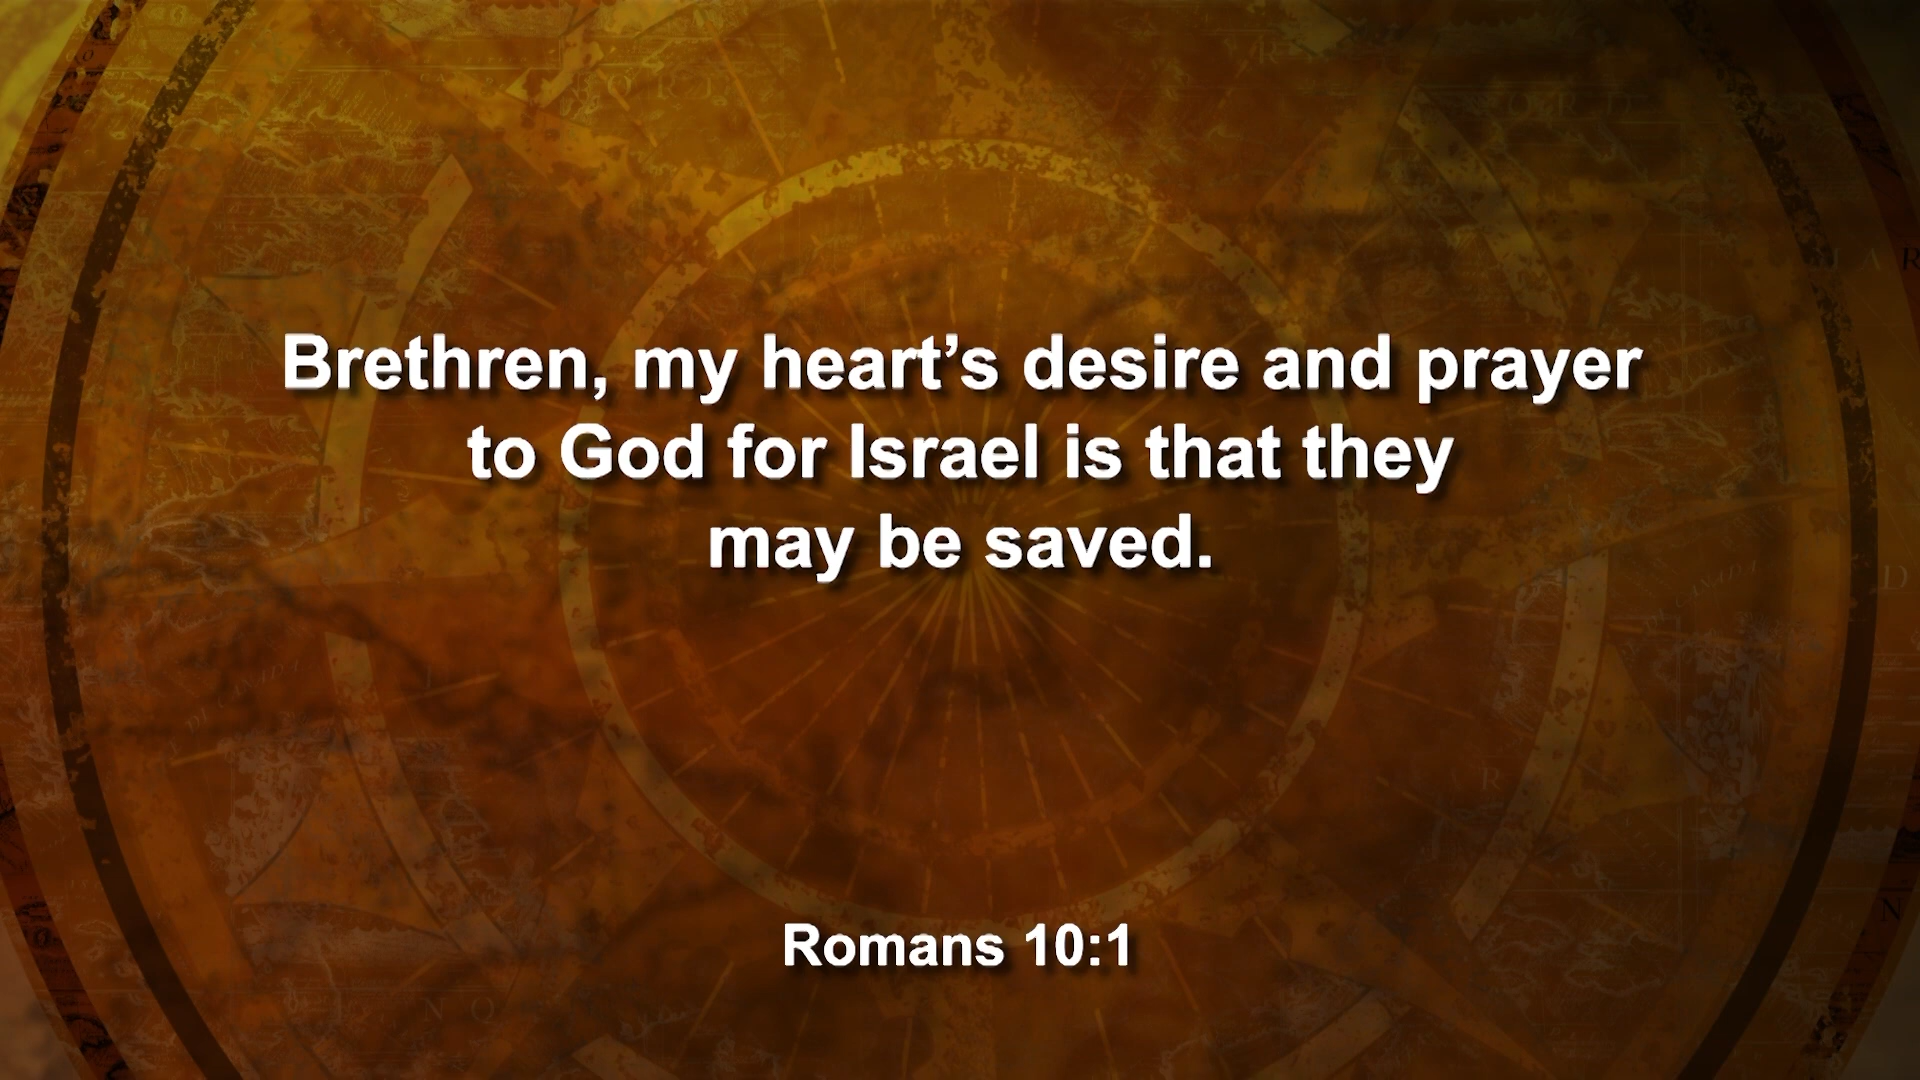 Brethren, my heart’s desire and prayer
to God for Israel is that they
may be saved.
Romans 10:1